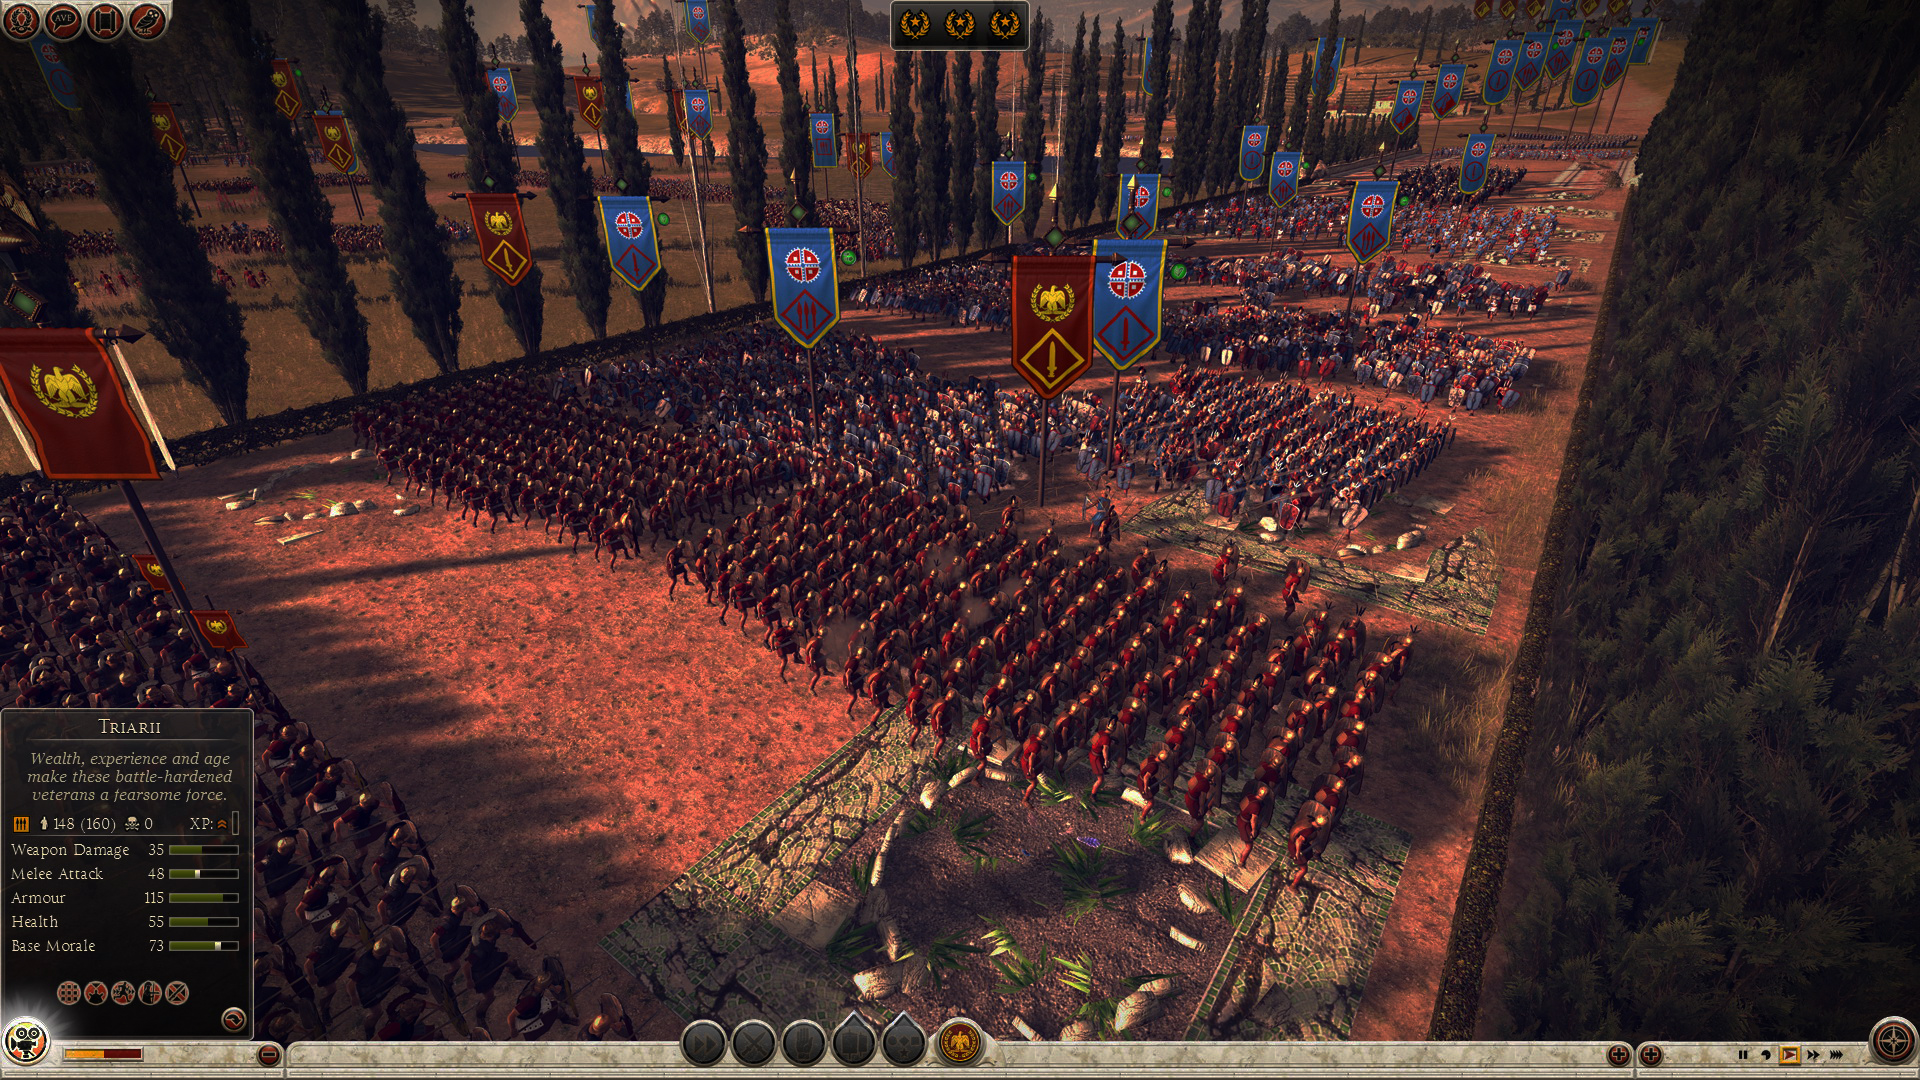 AVE
Triarii
Wealth, experience and age
make these battle-hardened
veterans a fearsome force.
148 (160) 0 XP:
Weapon Damage 35
Melee Attack 48
Armour 115
Health 55
Base Morale 73